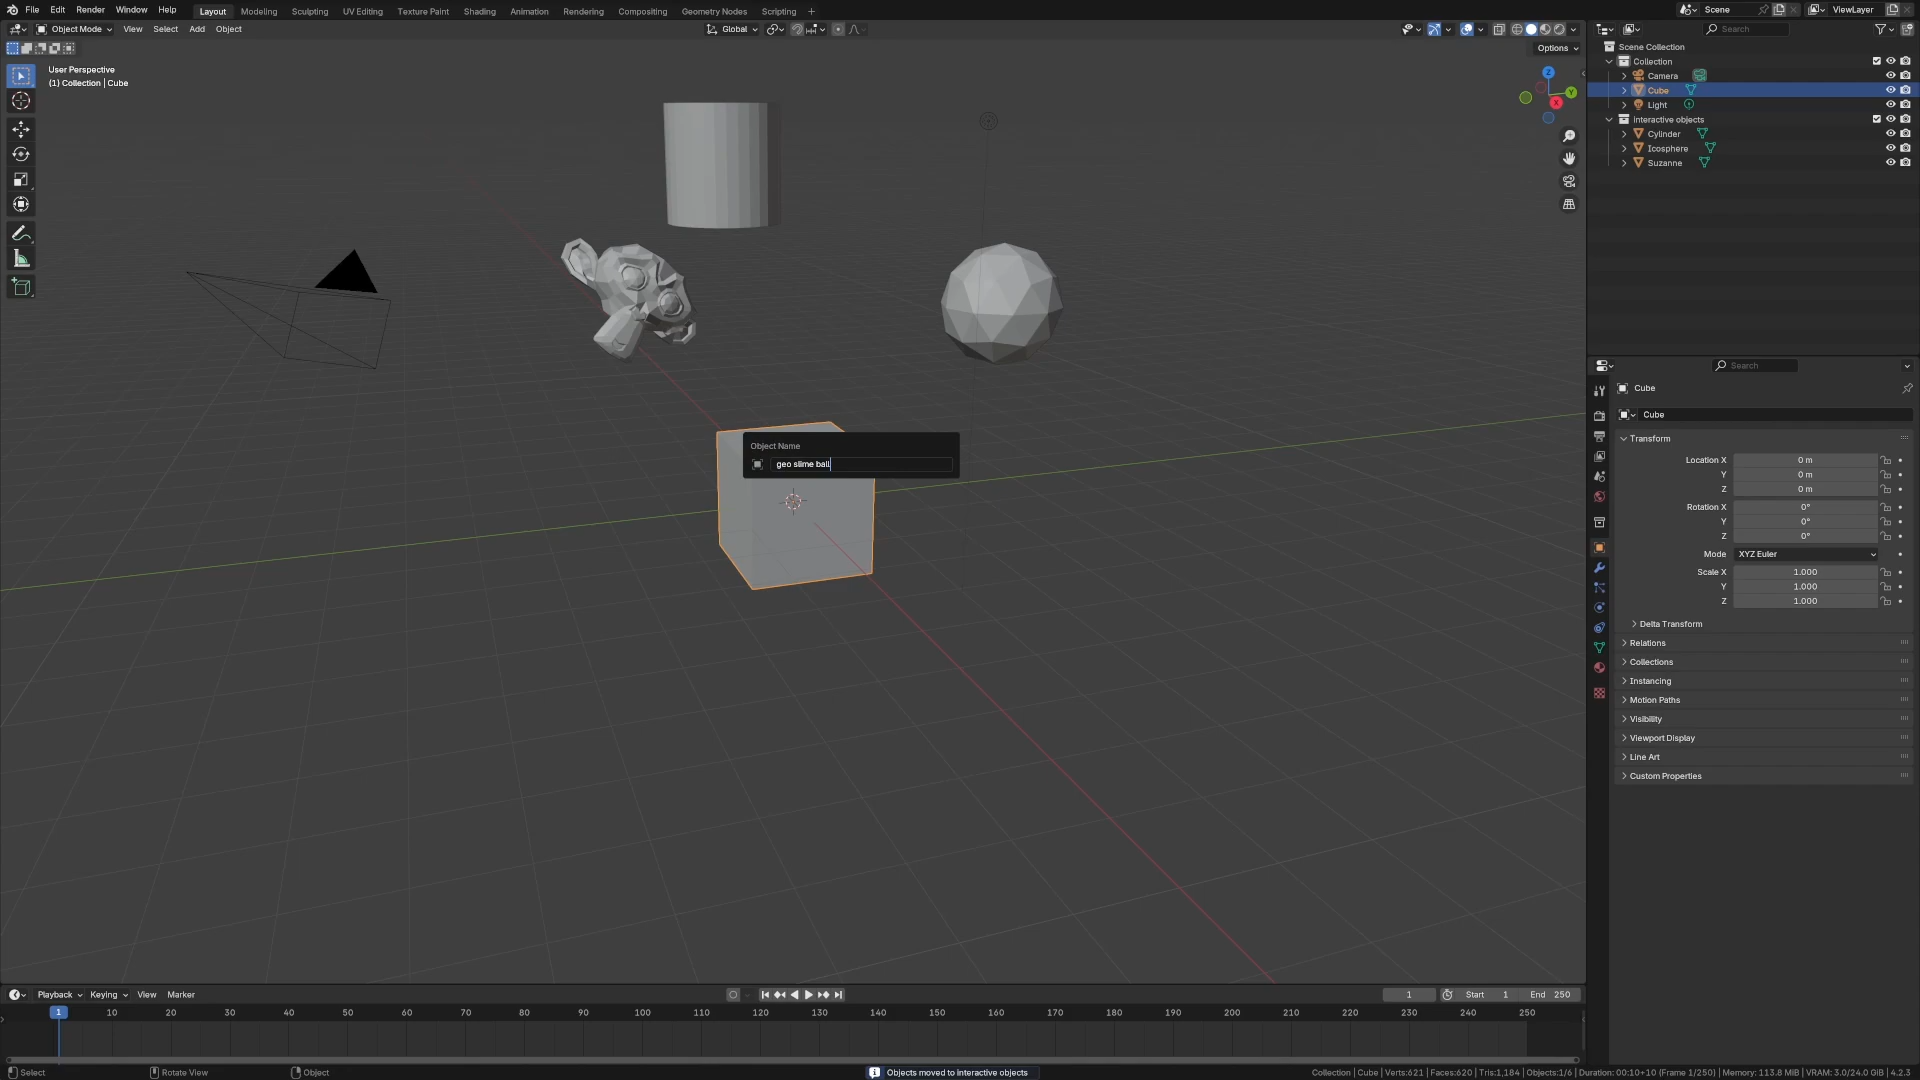 File Edit Render Window Help Layout Modeling Sculpting UV Editing Texture Paint Shading Animation Rendering Compositing Geometry Nodes Scripting + Scene ViewLayer
Object Mode View Select Add Object Global Search
Options
User Perspective
(1) Collection | Cube
Scene Collection
Collection
Camera
Cube
Light
interactive objects
Cylinder
Icosphere
Suzanne
Z
Y
X
Search
Cube
Cube
Transform
Location X 0 m
Y 0 m
Z 0 m
Rotation X 0°
Y 0°
Z 0°
Mode XYZ Euler
Scale X 1.000
Y 1.000
Z 1.000
Delta Transform
Relations
Collections
Instancing
Motion Paths
Visibility
Viewport Display
Line Art
Custom Properties
Object Name
geo slime ball
Playback Keying View Marker 1 Start 1 End 250
1 10 20 30 40 50 60 70 80 90 100 110 120 130 140 150 160 170 180 190 200 210 220 230 240 250
Select Rotate View Object Objects moved to interactive objects Collection | Cube | Verts:621 | Faces:620 | Tris:1,184 | Objects:1/6 | Duration: 00:10+10 (Frame 1/250) | Memory: 113.8 MiB | VRAM: 3.0/24.0 GiB | 4.2.3